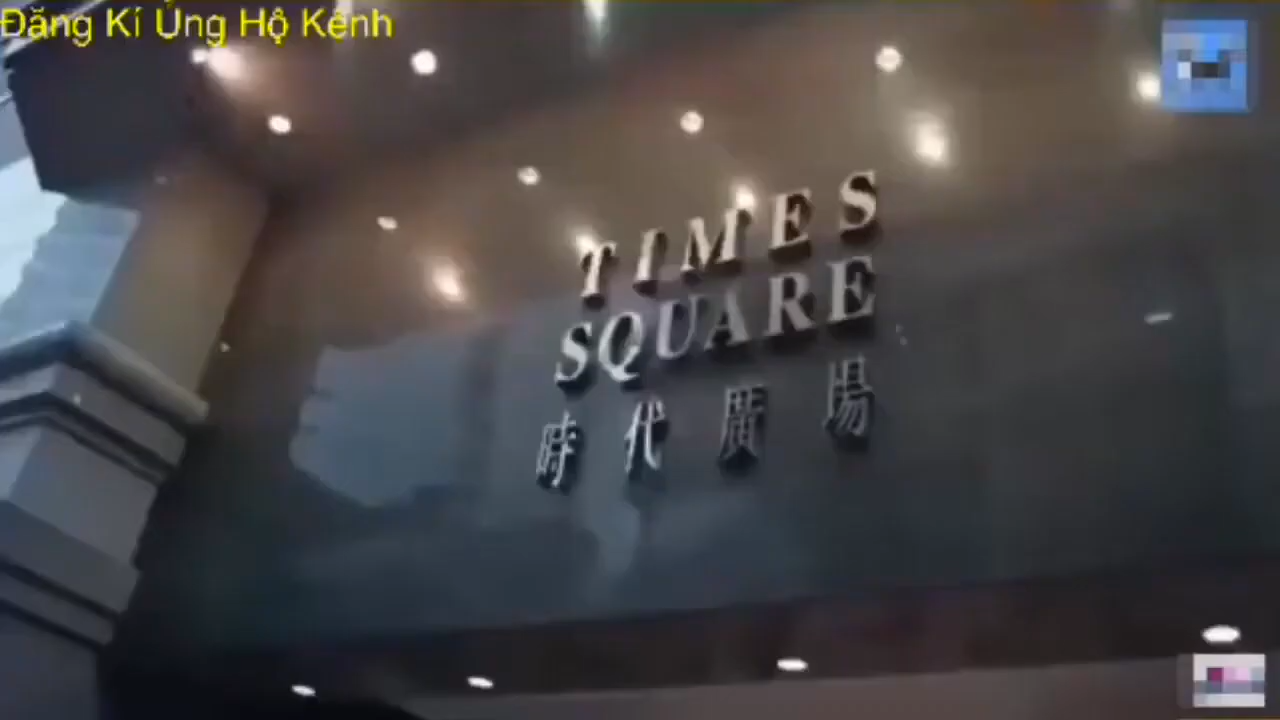 Đăng Kí Ủng Hộ Kênh
TIMES
SQUARE
時代廣場